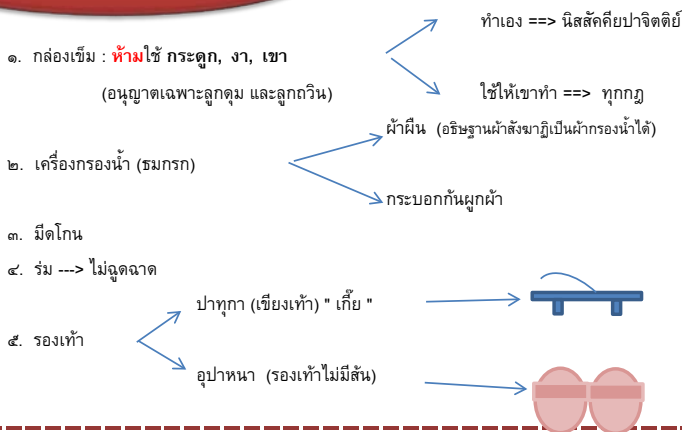 ทำเอง ==> นิสสัคคียปาจิตตีย์
๑. กล่องเข็ม : ห้ามใช้ กระดูก, งา, เขา
(อนุญาตเฉพาะลูกดุม และลูกถวิน)
ใช้ให้เขาทำ ==> ทุกกฎ
ผ้าผืน (อธิษฐานผ้าสังฆาฏิเป็นผ้ากรองน้ำได้)
๒. เครื่องกรองน้ำ (ธมกรก)
กระบอกกันผูกผ้า
๓. มีดโกน
๔. ร่ม ---> ไม่ฉูดฉาด
ปาทุกา (เขียงเท้า) " เกี๊ย "
๕. รองเท้า
อุปาหนา (รองเท้าไม่มีส้น)